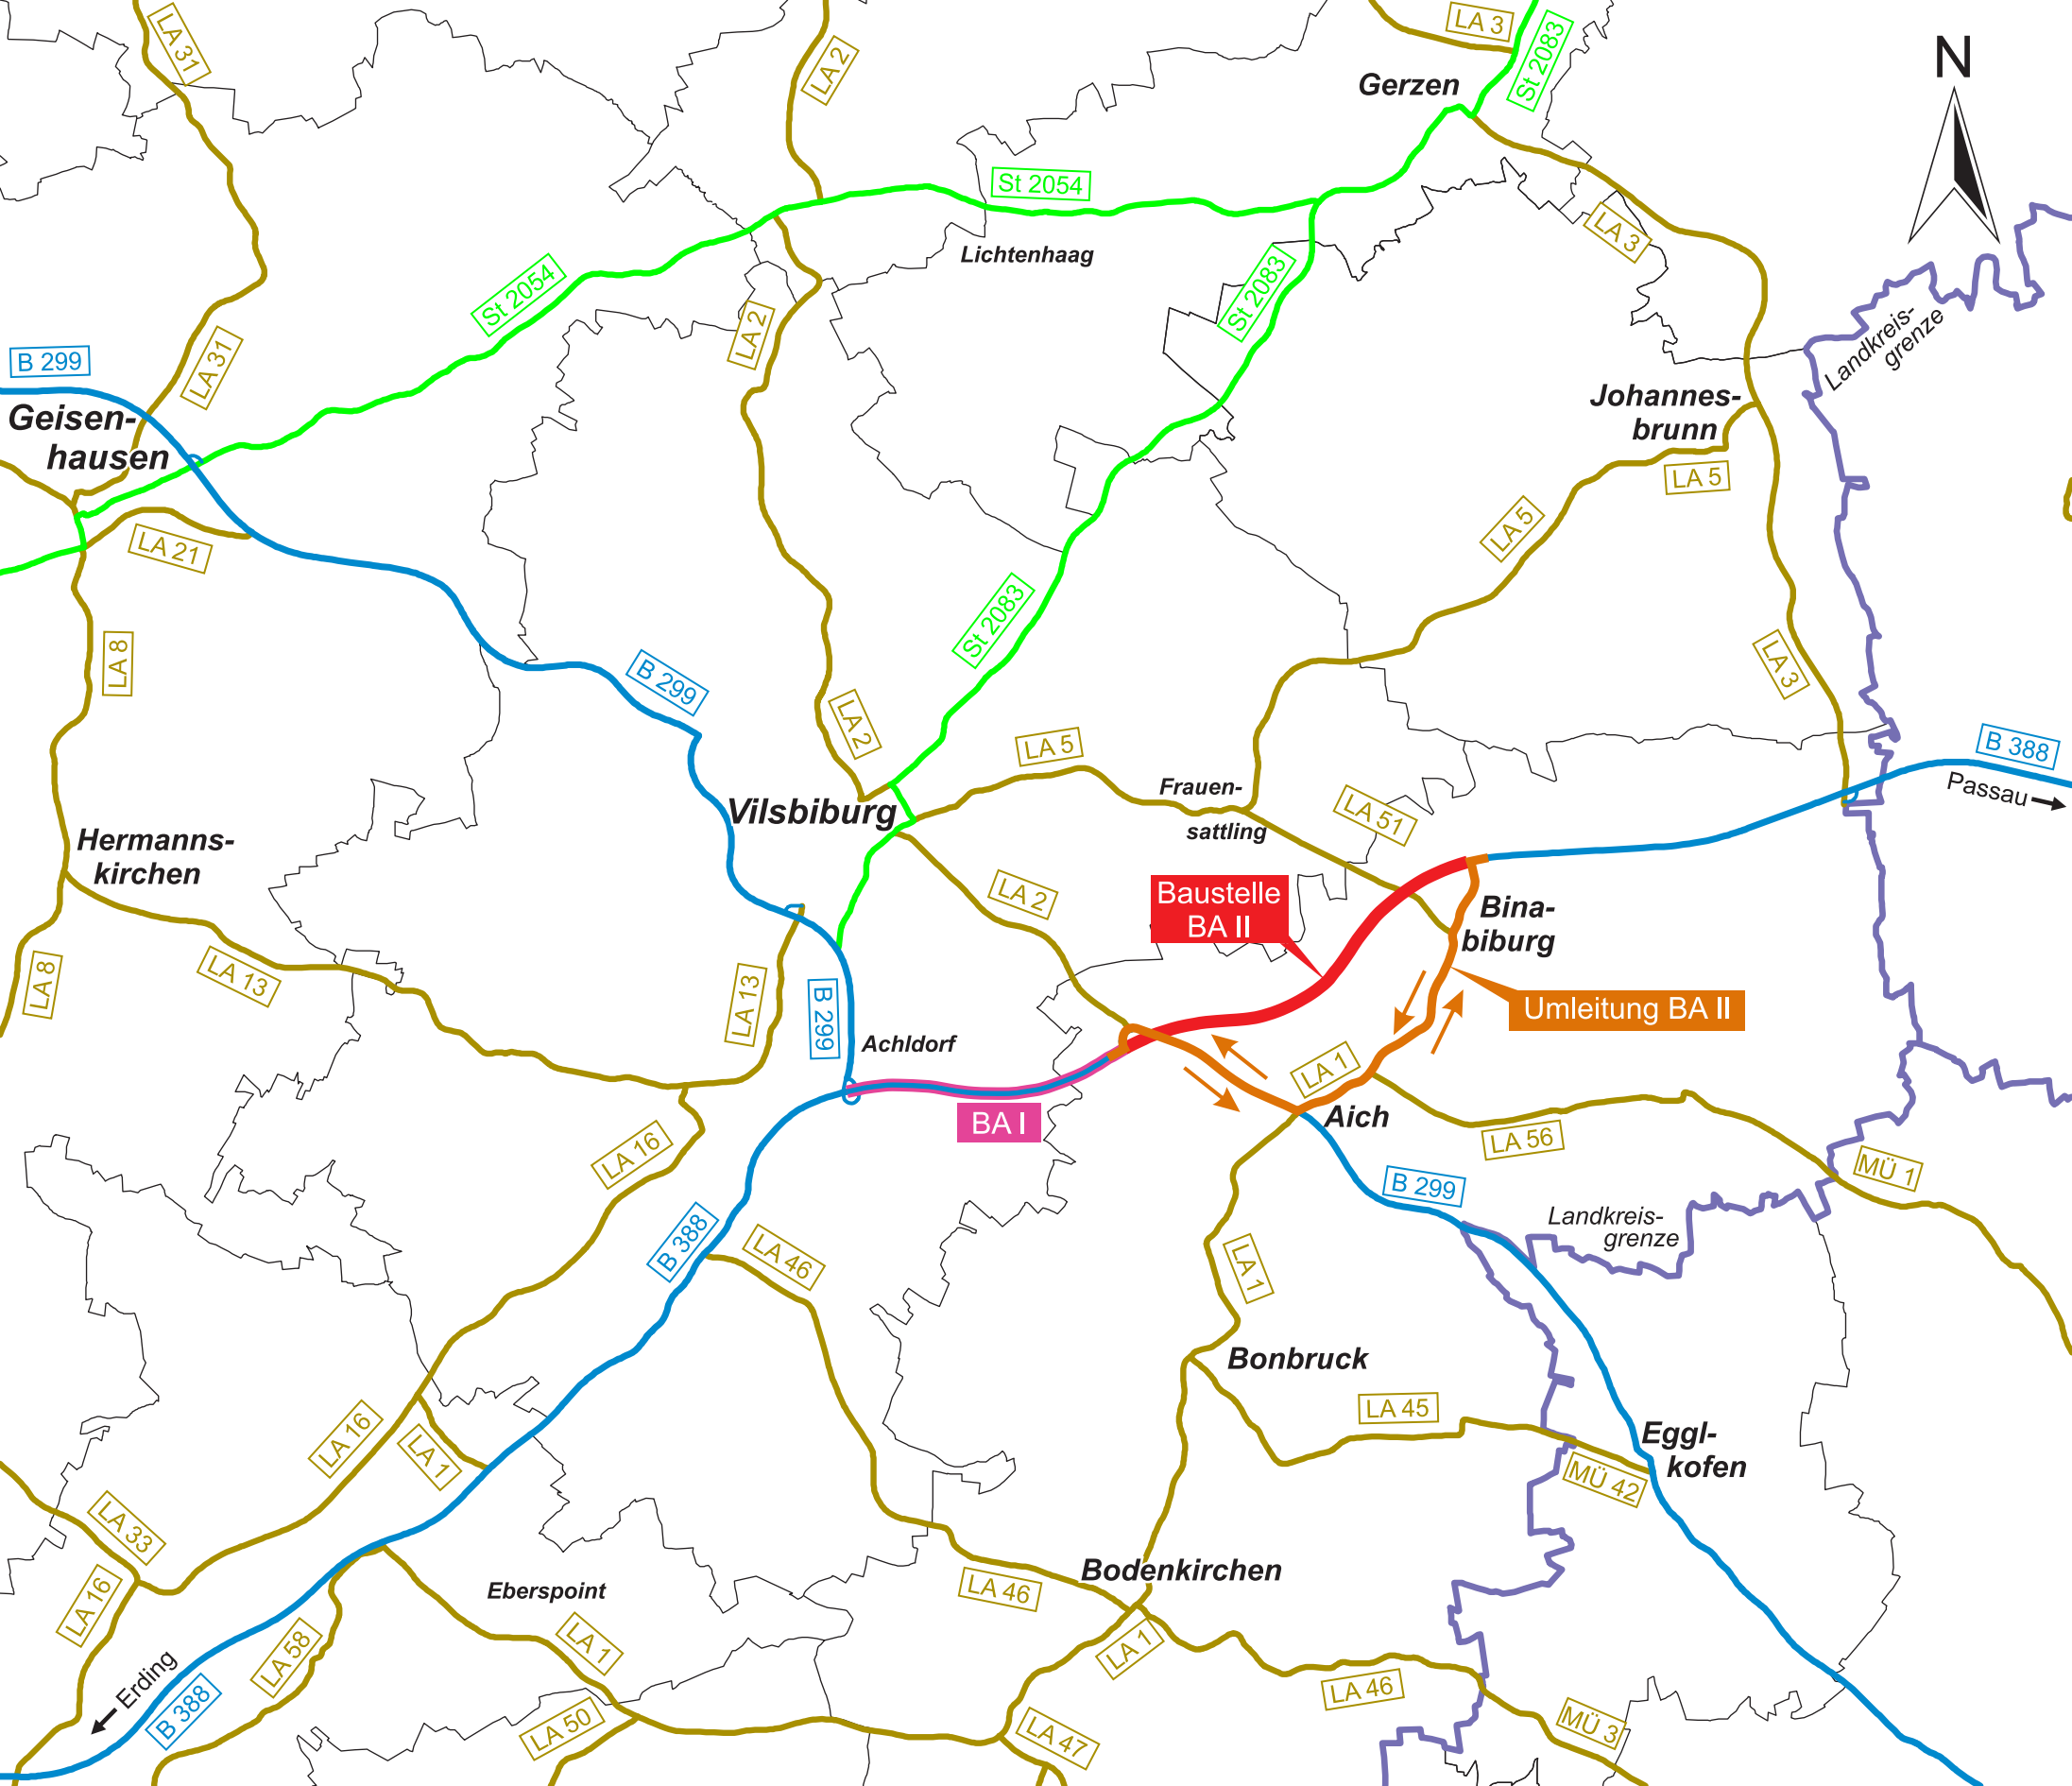 LA 31
LA 2
LA 3
St 2083
N
Gerzen
St 2054
LA 3
Lichtenhaag
St 2054
St 2083
LA 2
LA 31
B 299
Landkreis-
grenze
Geisen-
hausen
Johannes-
brunn
LA 5
LA 5
LA 21
St 2083
LA 8
B 299
LA 3
LA 2
LA 5
B 388
Passau
Frauen-
sattling
LA 51
Vilsbiburg
Hermanns-
kirchen
LA 2
Baustelle
BA II
Bina-
biburg
LA 8
LA 13
LA 13
B 299
Achldorf
Umleitung BA II
LA 1
BA I
Aich
LA 56
LA 16
MÜ 1
B 299
Landkreis-
grenze
B 388
LA 46
LA 1
Bonbruck
LA 45
LA 16
LA 1
Eggl-
kofen
MÜ 42
LA 33
Bodenkirchen
LA 16
Eberspoint
LA 46
LA 58
LA 1
LA 1
Erding
B 388
LA 46
LA 50
LA 47
MÜ 3